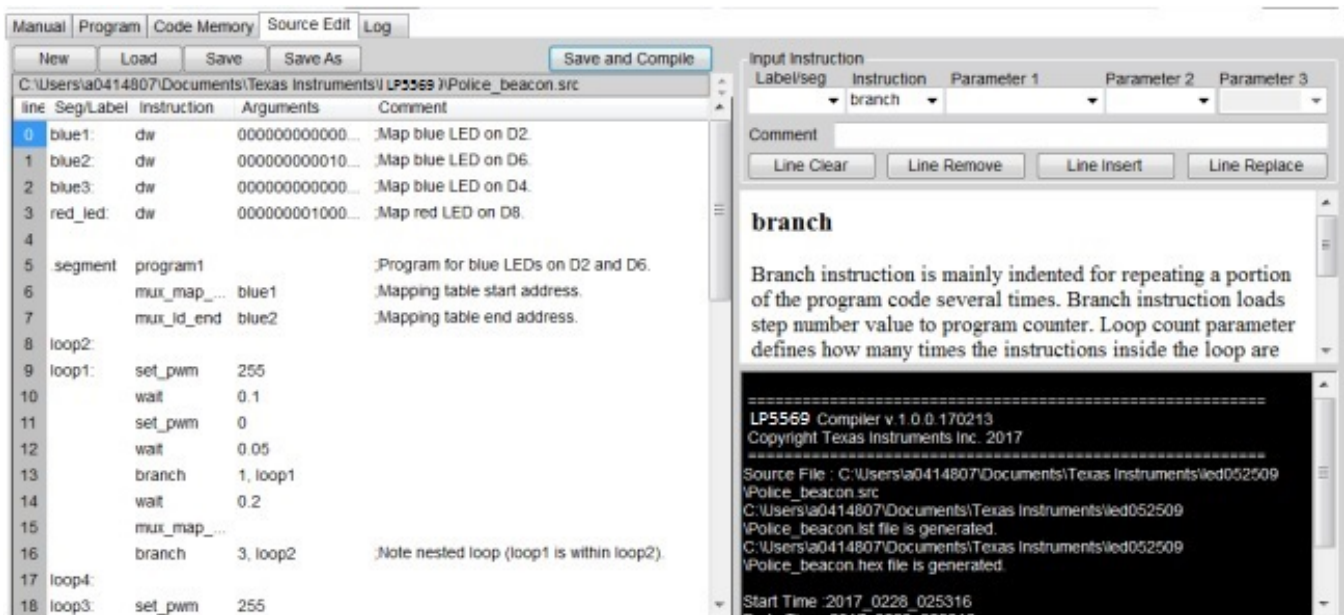 Manual Program Code Memory Source Edit Log
New Load Save Save As Save and Compile
C:\Users\a0414807\Documents\Texas Instruments\LP5569 )\Police_beacon.src
line Seg/Label Instruction Arguments Comment
0 blue1: dw 000000000000... ;Map blue LED on D2.
1 blue2: dw 000000000010... ;Map blue LED on D6.
2 blue3: dw 000000000000... ;Map blue LED on D4.
3 red_led: dw 000000001000... ;Map red LED on D8.
4
5 .segment program1 ;Program for blue LEDs on D2 and D6.
6 mux_map_... blue1 ;Mapping table start address.
7 mux_ld_end blue2 ;Mapping table end address.
8 loop2:
9 loop1: set_pwm 255
10 wait 0.1
11 set_pwm 0
12 wait 0.05
13 branch 1, loop1
14 wait 0.2
15 mux_map_...
16 branch 3, loop2 ;Note nested loop (loop1 is within loop2).
17 loop4:
18 loop3: set_pwm 255
Input Instruction
Label/seg Instruction Parameter 1 Parameter 2 Parameter 3
branch
Comment
Line Clear Line Remove Line Insert Line Replace
branch
Branch instruction is mainly indented for repeating a portion
of the program code several times. Branch instruction loads
step number value to program counter. Loop count parameter
defines how many times the instructions inside the loop are
============================================================
LP5569 Compiler v.1.0.0.170213
Copyright Texas Instruments Inc. 2017
============================================================
Source File : C:\Users\a0414807\Documents\Texas Instruments\led052509
\Police_beacon.src
C:\Users\a0414807\Documents\Texas Instruments\led052509
\Police_beacon.lst file is generated.
C:\Users\a0414807\Documents\Texas Instruments\led052509
\Police_beacon.hex file is generated.
Start Time :2017_0228_025316